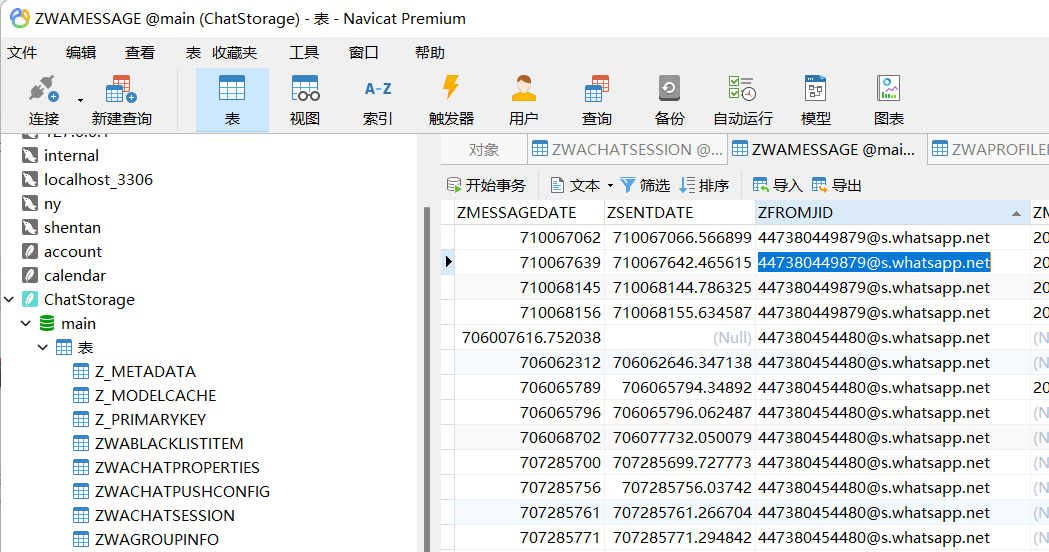 ZWAMESSAGE @main (ChatStorage) - 表 - Navicat Premium
文件 编辑 查看 表 收藏夹 工具 窗口 帮助
连接 新建查询 表 视图 A-Z 索引 触发器 用户 查询 备份 自动运行 模型 图表
internal
localhost_3306
ny
shentan
account
calendar
ChatStorage
main
表
Z_METADATA
Z_MODELCACHE
Z_PRIMARYKEY
ZWABLACKLISTITEM
ZWACHATPROPERTIES
ZWACHATPUSHCONFIG
ZWACHATSESSION
ZWAGROUPINFO
对象 ZWACHATSESSION @... ZWAMESSAGE @mai... ZWAPROFILE
开始事务 文本 筛选 排序 导入 导出
ZMESSAGEDATE ZSENTDATE ZFROMJID
710067062 710067066.566899 447380449879@s.whatsapp.net 20
710067639 710067642.465615 447380449879@s.whatsapp.net 20
710068145 710068144.786325 447380449879@s.whatsapp.net 20
710068156 710068155.634587 447380449879@s.whatsapp.net 20
706007616.752038 (Null) 447380454480@s.whatsapp.net (N
706062312 706062646.347138 447380454480@s.whatsapp.net (N
706065789 706065794.34892 447380454480@s.whatsapp.net 20
706065796 706065796.062487 447380454480@s.whatsapp.net (N
706068702 706077732.050079 447380454480@s.whatsapp.net (N
707285700 707285699.727773 447380454480@s.whatsapp.net (N
707285756 707285756.03742 447380454480@s.whatsapp.net (N
707285761 707285761.266704 447380454480@s.whatsapp.net (N
707285771 707285771.294842 447380454480@s.whatsapp.net (N